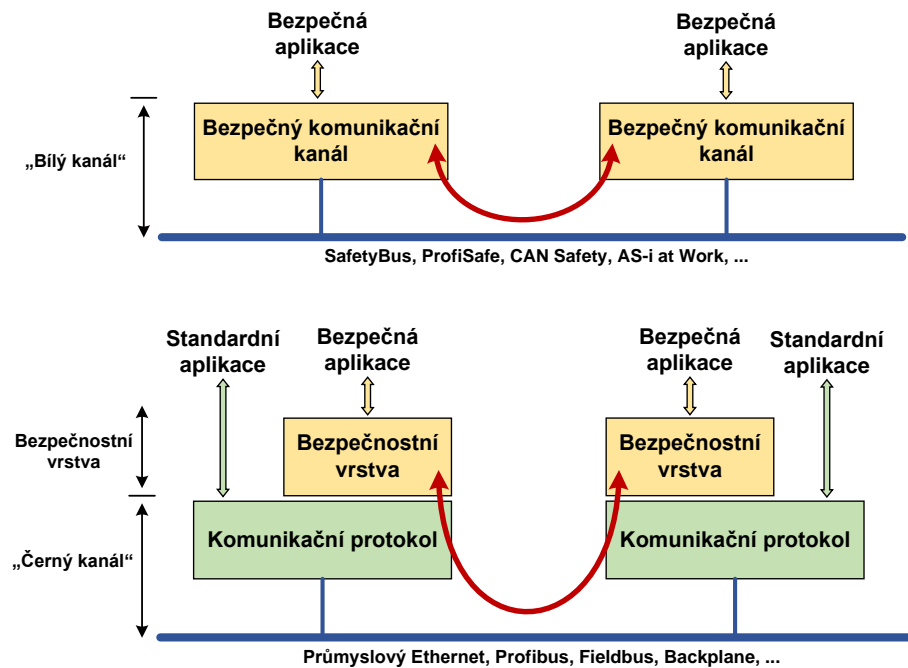 Bezpečná
aplikace
Bezpečná
aplikace
„Bílý kanál“
Bezpečný komunikační
kanál
Bezpečný komunikační
kanál
SafetyBus, ProfiSafe, CAN Safety, AS-i at Work, ...
Standardní
aplikace
Bezpečná
aplikace
Bezpečná
aplikace
Standardní
aplikace
Bezpečnostní
vrstva
Bezpečnostní
vrstva
Bezpečnostní
vrstva
„Černý kanál“
Komunikační protokol
Komunikační protokol
Průmyslový Ethernet, Profibus, Fieldbus, Backplane, ...